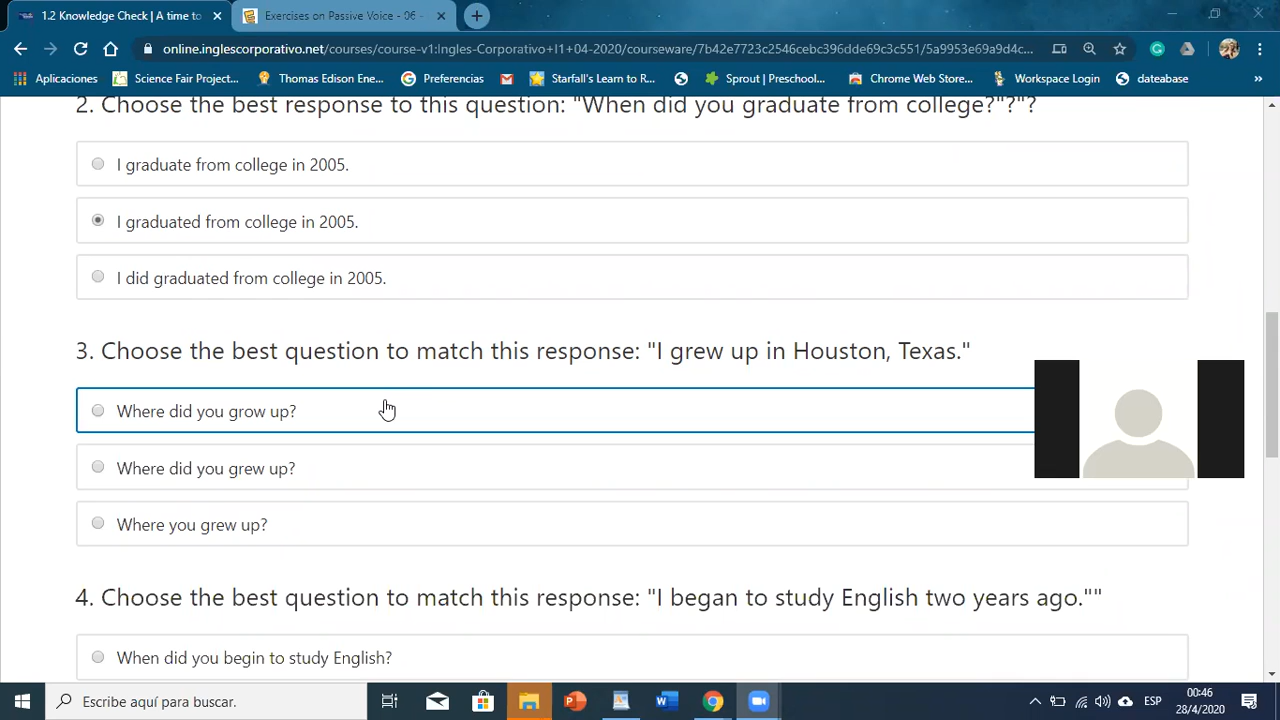 1.2 Knowledge Check | A time to
Exercises on Passive Voice - 06 -
online.inglescorporativo.net/courses/course-v1:Ingles-Corporativo+I1+04-2020/courseware/7b42e7723c2546cebc396dde69c3c551/5a9953e69a9d4c...
Aplicaciones
Science Fair Project...
Thomas Edison Ene...
Preferencias
Starfall's Learn to R...
Sprout | Preschool...
Chrome Web Store...
Workspace Login
dateabase
»
2. Choose the best response to this question: "When did you graduate from college?"?"?
I graduate from college in 2005.
I graduated from college in 2005.
I did graduated from college in 2005.
3. Choose the best question to match this response: "I grew up in Houston, Texas."
Where did you grow up?
Where did you grew up?
Where you grew up?
4. Choose the best question to match this response: "I began to study English two years ago.""
When did you begin to study English?
Escribe aquí para buscar.
ESP
00:46
28/4/2020